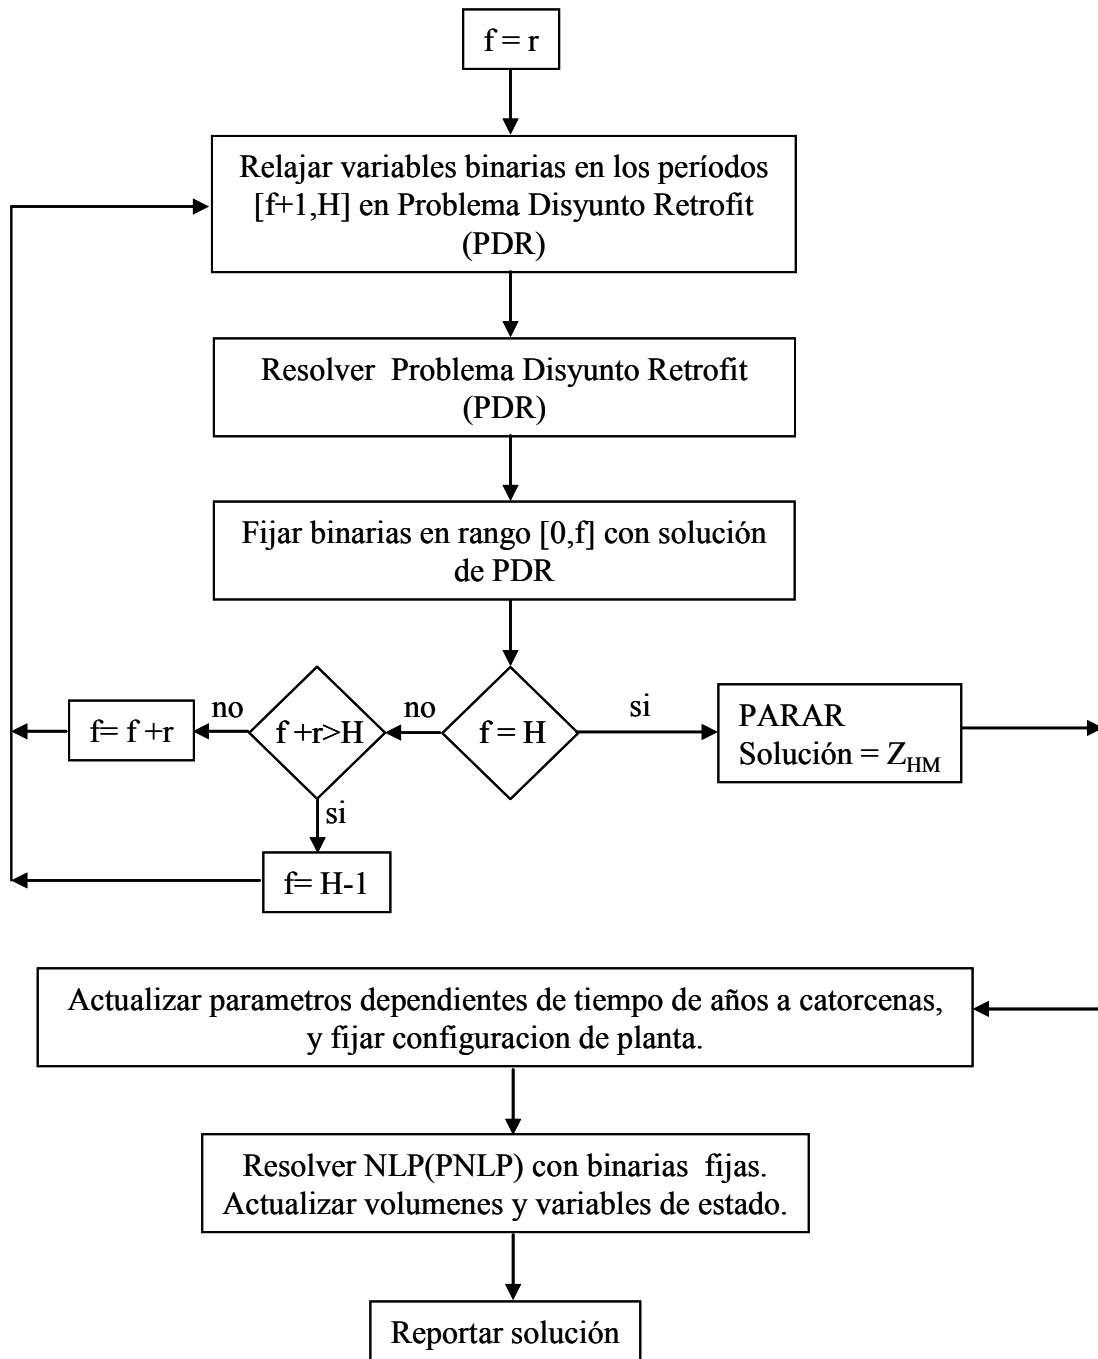 f = r
Relajar variables binarias en los períodos
[f+1,H] en Problema Disyunto Retrofit
(PDR)
Resolver Problema Disyunto Retrofit
(PDR)
Fijar binarias en rango [0,f] con solución
de PDR
f = H
no
si
f +r>H
no
si
f= f +r
f= H-1
PARAR
Solución = Z_HM
Actualizar parametros dependientes de tiempo de años a catorcenas,
y fijar configuracion de planta.
Resolver NLP(PNLP) con binarias fijas.
Actualizar volumenes y variables de estado.
Reportar solución